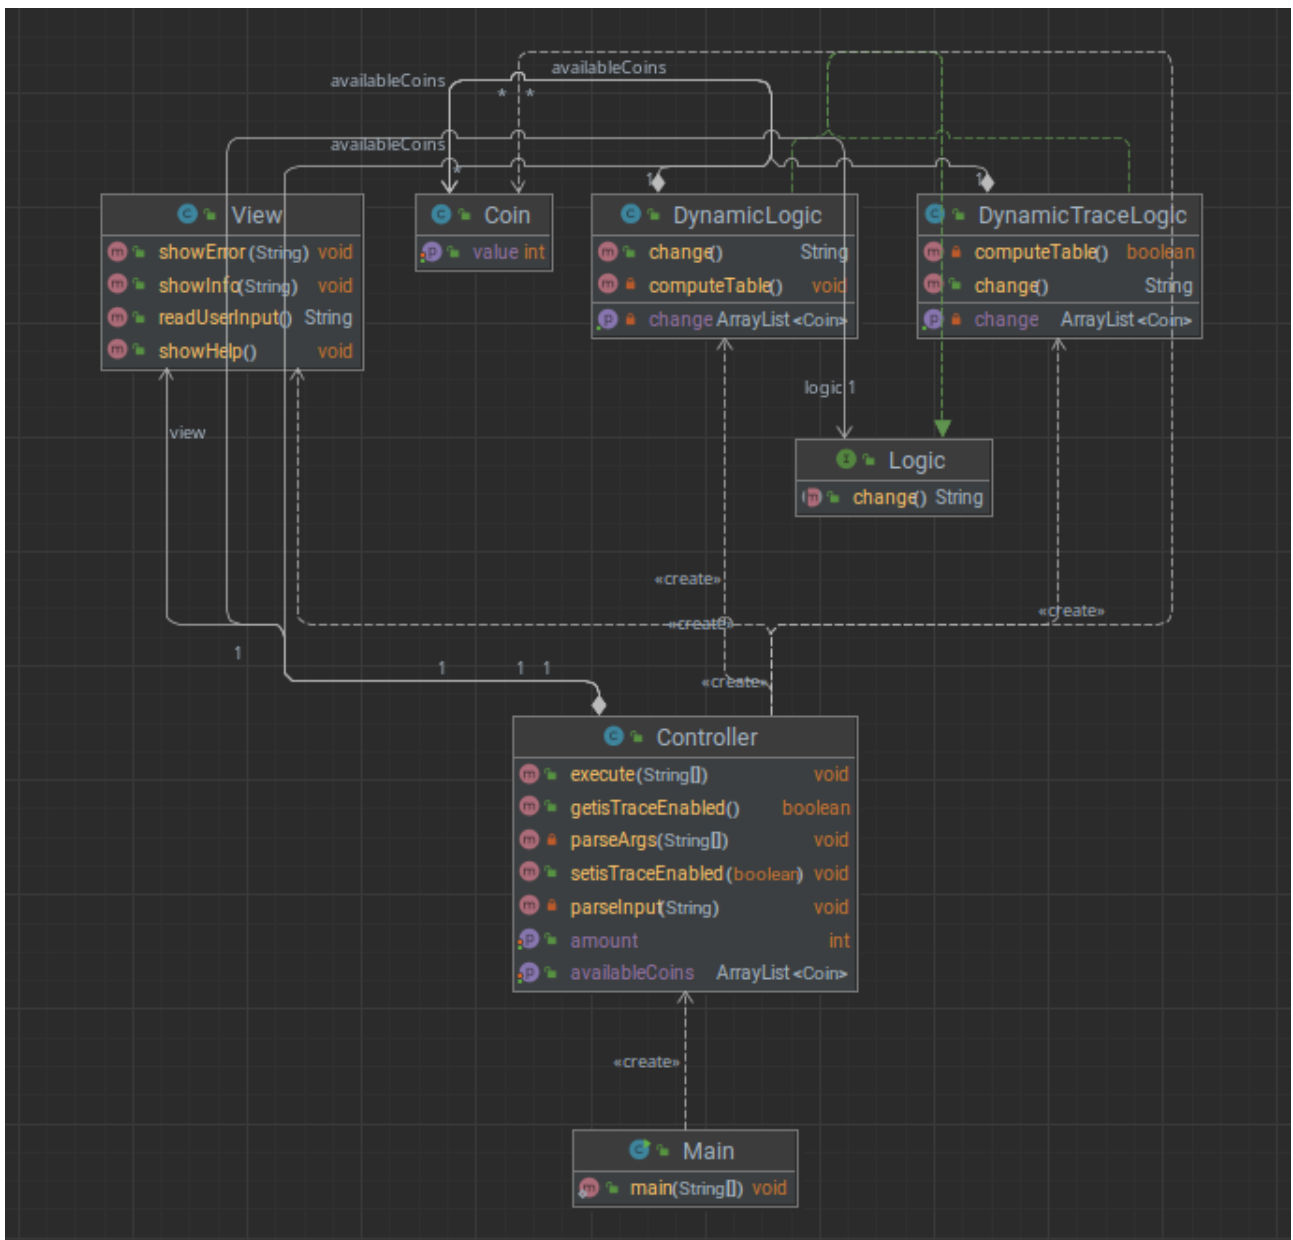 availableCoins
availableCoins
* *
availableCoins
*
1
1
View
showError(String) void
showInfo(String) void
readUserInput() String
showHelp() void
Coin
value int
DynamicLogic
change() String
computeTable() void
change ArrayList<Coin>
DynamicTraceLogic
computeTable() boolean
change() String
change ArrayList<Coin>
logic 1
view
Logic
change() String
«create»
«create»
«create»
1
1 1 1
«create»
Controller
execute(String[]) void
getisTraceEnabled() boolean
parseArgs(String[]) void
setisTraceEnabled(boolean) void
parseInput(String) void
amount int
availableCoins ArrayList<Coin>
«create»
Main
main(String[]) void